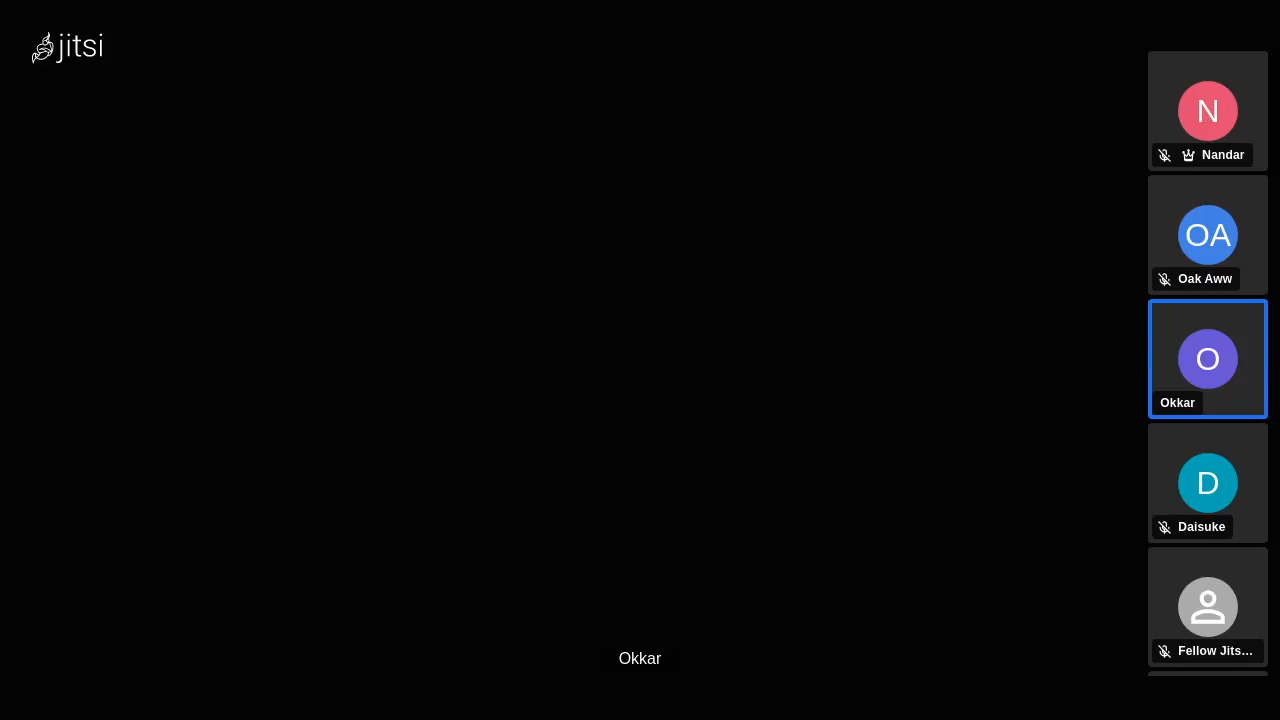 jitsi
N
Nandar
OA
Oak Aww
O
Okkar
D
Daisuke
Fellow Jits...
Okkar